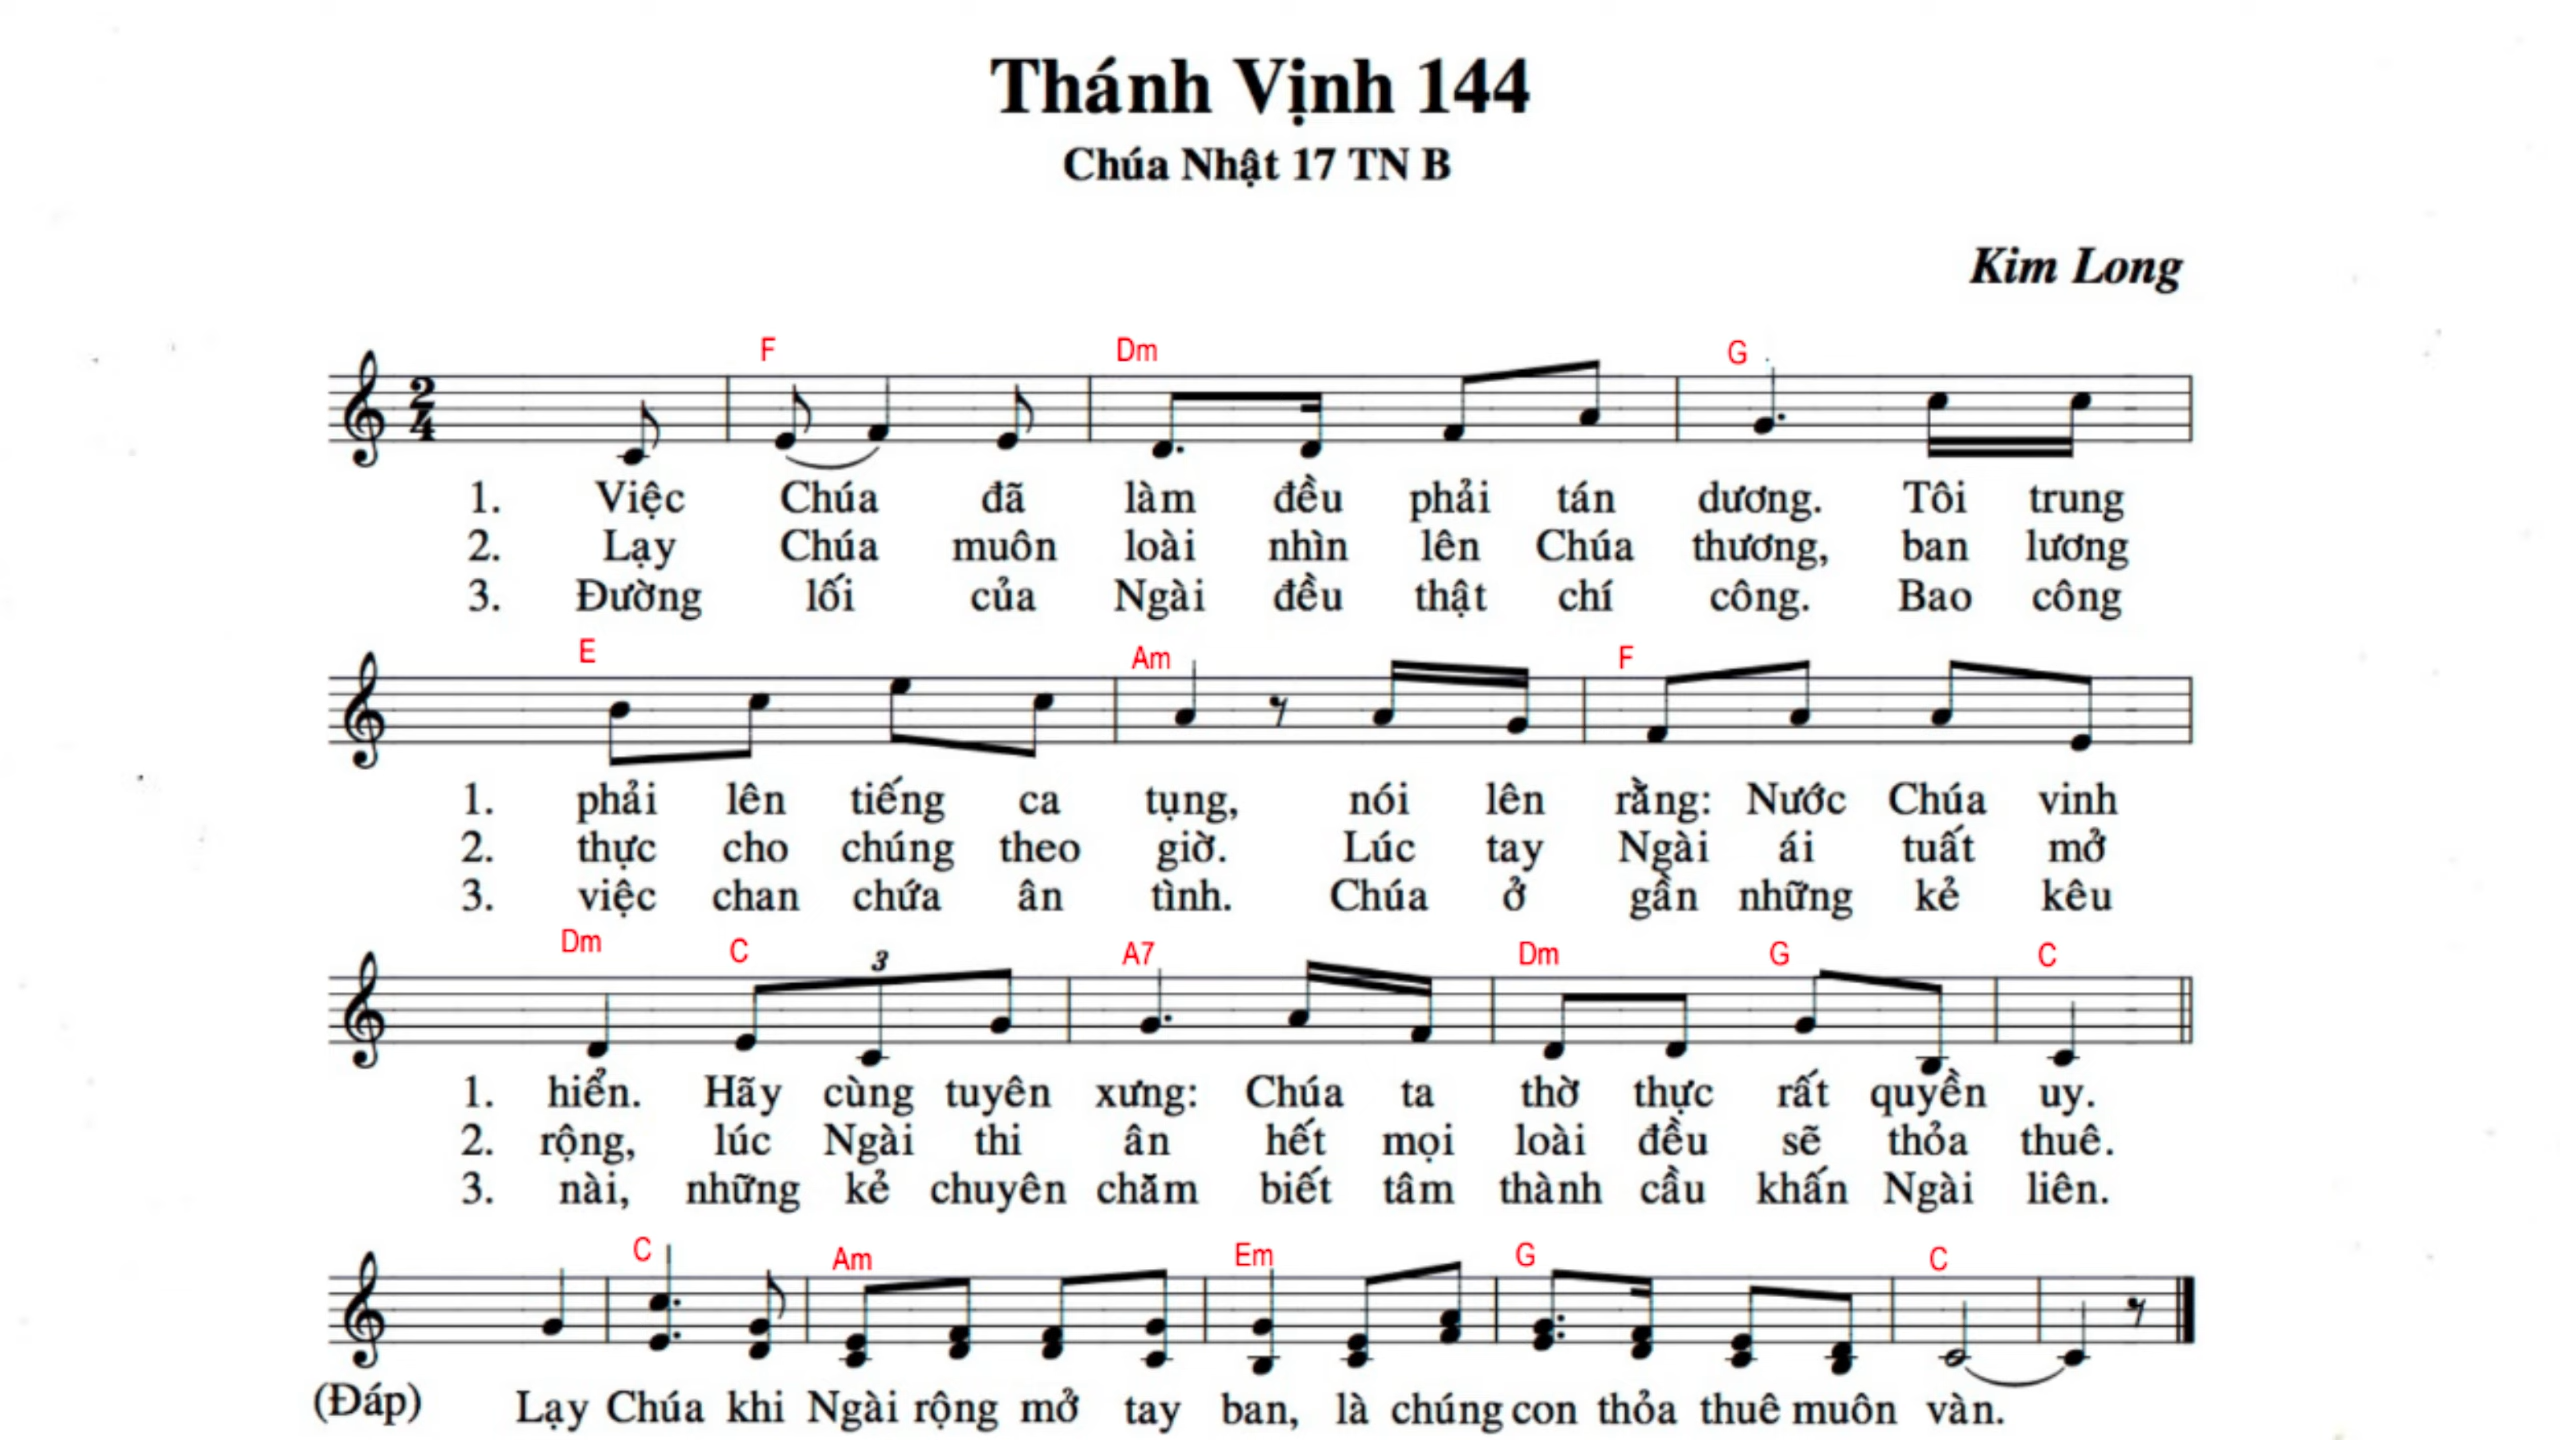 Thánh Vịnh 144
Chúa Nhật 17 TN B
Kim Long
F Dm G
1. Việc Chúa đã làm đều phải tán dương. Tôi trung
2. Lạy Chúa muôn loài nhìn lên Chúa thương, ban lương
3. Đường lối của Ngài đều thật chí công. Bao công
E Am F
1. phải lên tiếng ca tụng, nói lên rằng: Nước Chúa vinh
2. thực cho chúng theo giờ. Lúc tay Ngài ái tuất mở
3. việc chan chứa ân tình. Chúa ở gần những kẻ kêu
Dm C 3 A7 Dm G C
1. hiển. Hãy cùng tuyên xưng: Chúa ta thờ thực rất quyền uy.
2. rộng, lúc Ngài thi ân hết mọi loài đều sẽ thỏa thuê.
3. nài, những kẻ chuyên chăm biết tâm thành cầu khấn Ngài liên.
C Am Em G C
(Đáp) Lạy Chúa khi Ngài rộng mở tay ban, là chúng con thỏa thuê muôn vàn.